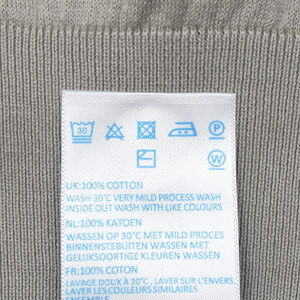 30 P
W
UK:100% COTTON
WASH 30°C VERY MILD PROCESS WASH
INSIDE OUT WASH WITH LIKE COLOURS
NL:100% KATOEN
WASSEN OP 30°C MET MILD PROCES
BINNENSTEBUITEN WASSEN MET
GELIJKSOORTIGE KLEUREN WASSEN
FR:100% COTON
LAVAGE DOUX À 30°C, LAVER SUR L'ENVERS.
LAVER LES COULEURS SIMILAIRES
ENSEMBLE